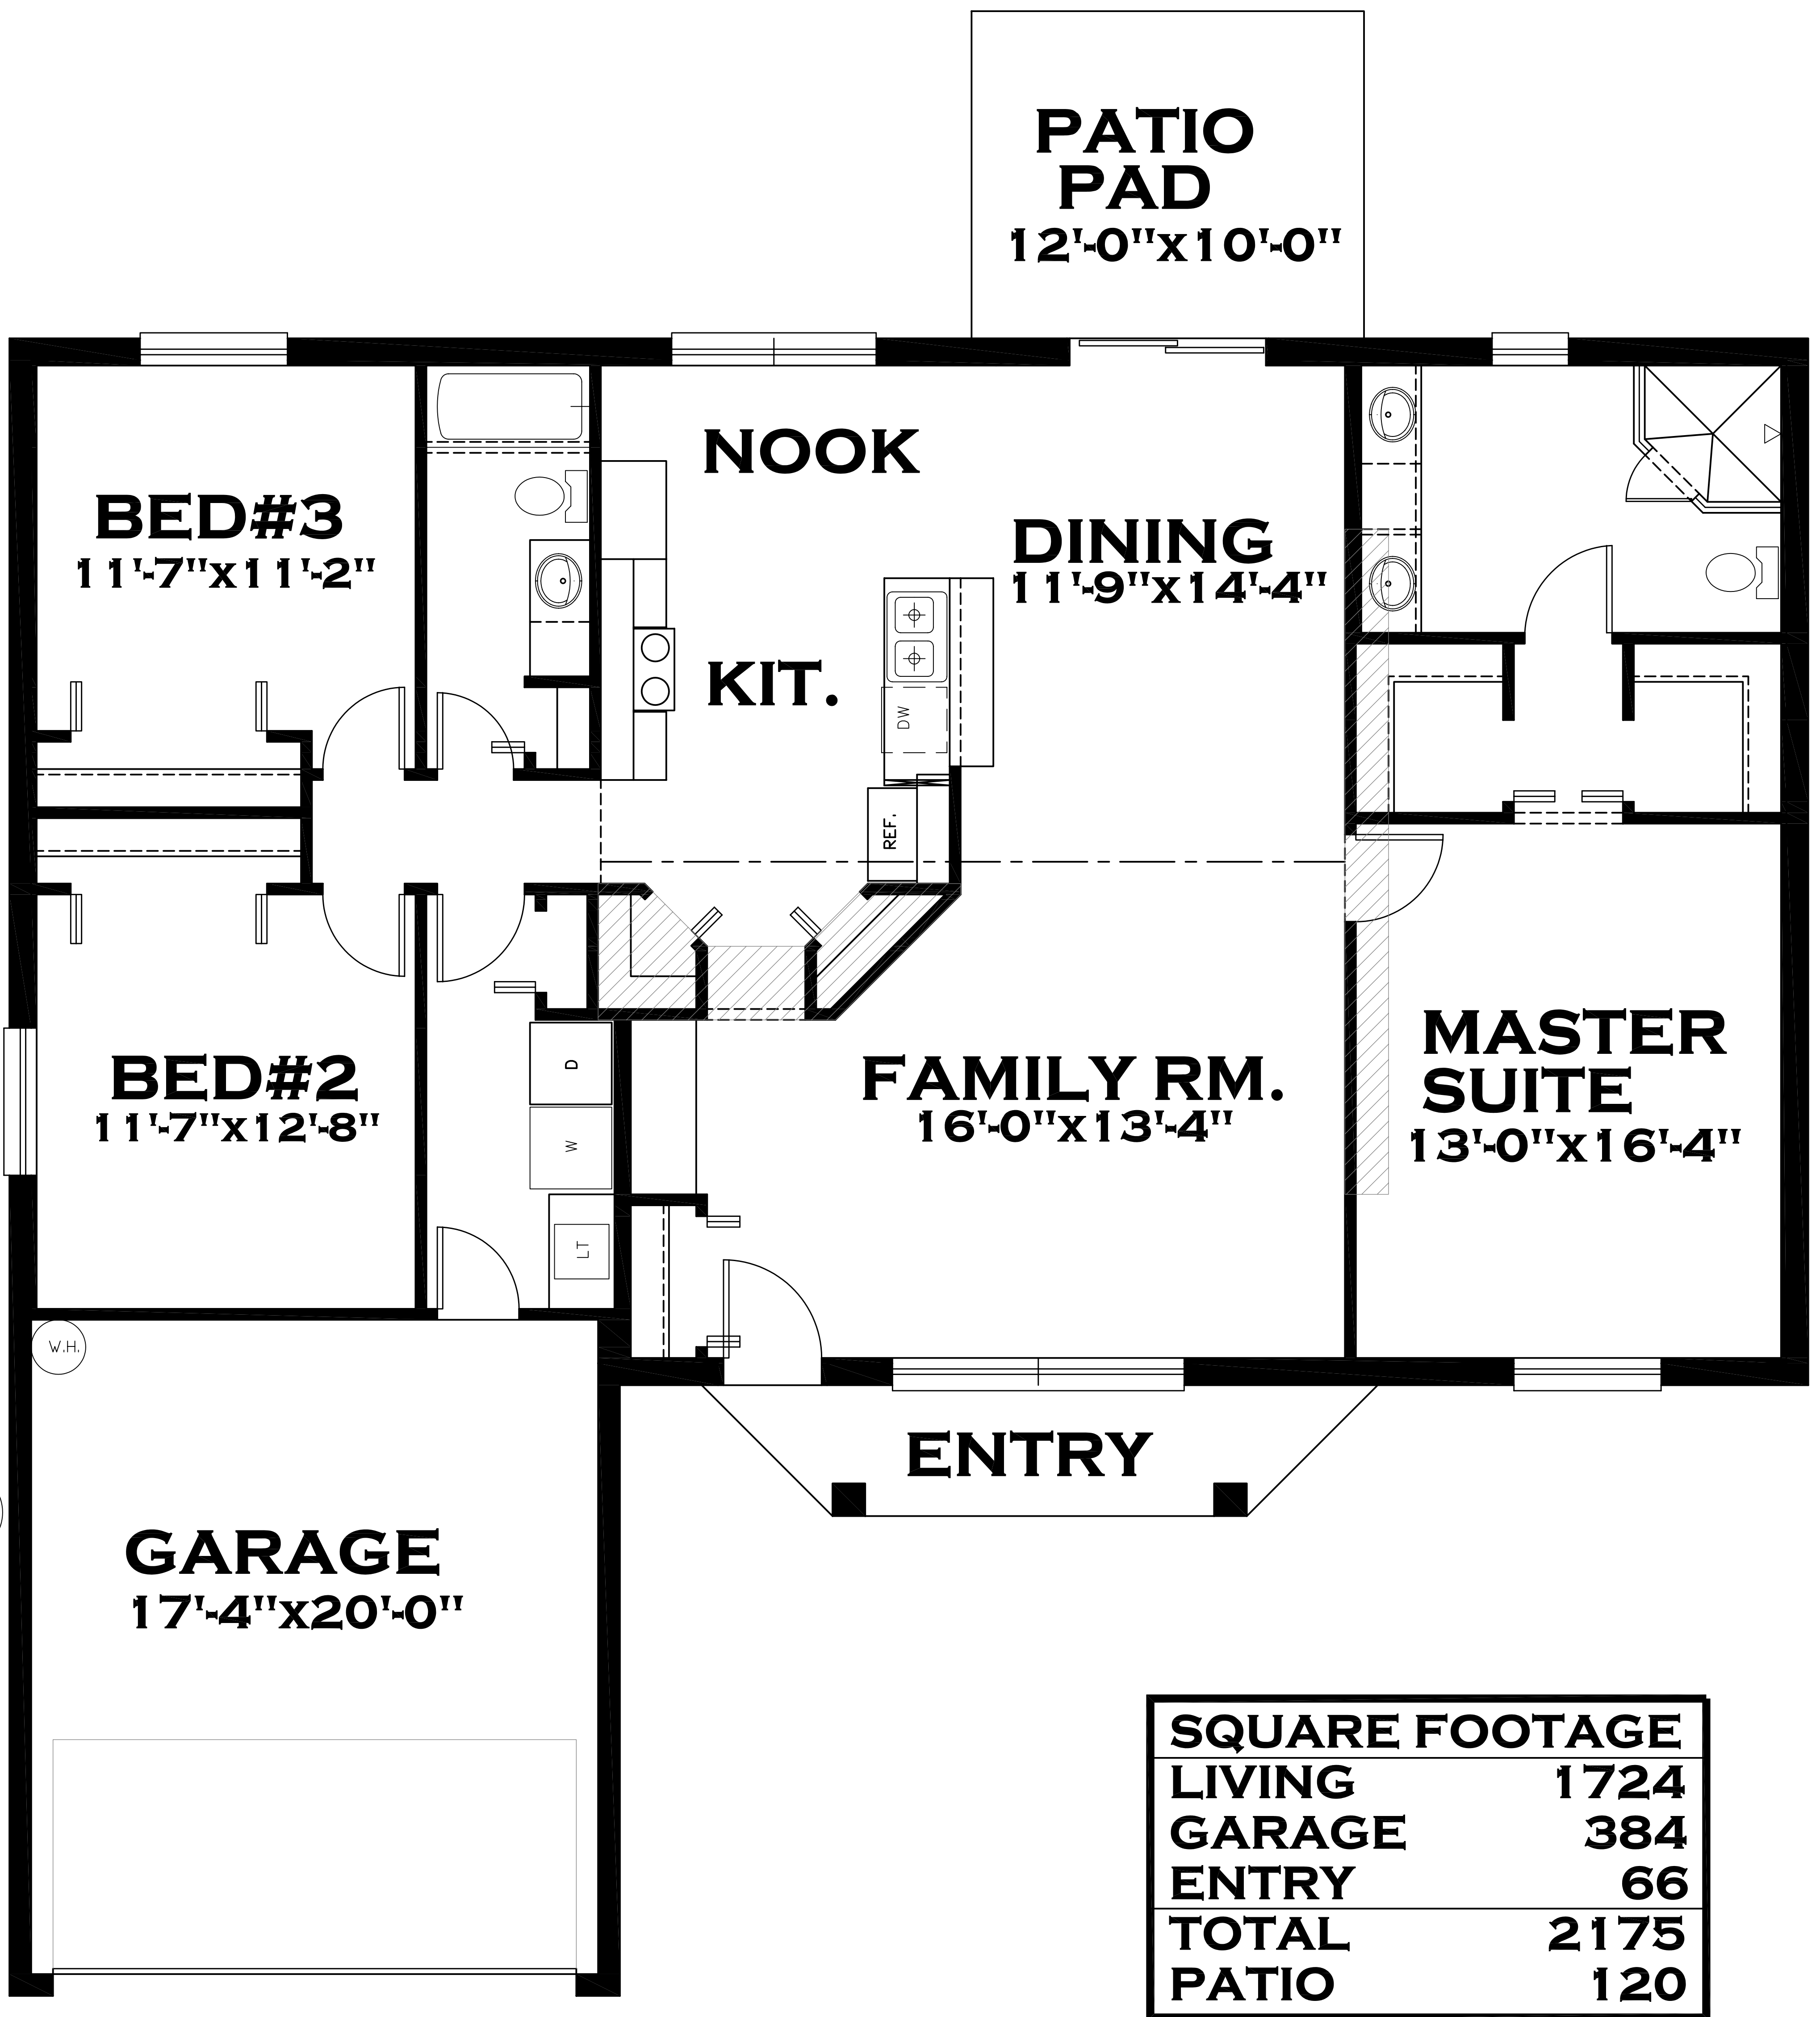 PATIO
PAD
12'-0"x10'-0"
NOOK
BED#3
11'-7"x11'-2"
DINING
11'-9"x14'-4"
KIT.
DW
REF.
MASTER
SUITE
13'-0"x16'-4"
BED#2
11'-7"x12'-8"
D
W
LT
FAMILY RM.
16'-0"x13'-4"
W.H.
ENTRY
GARAGE
17'-4"x20'-0"
SQUARE FOOTAGE
LIVING 1724
GARAGE 384
ENTRY 66
TOTAL 2175
PATIO 120